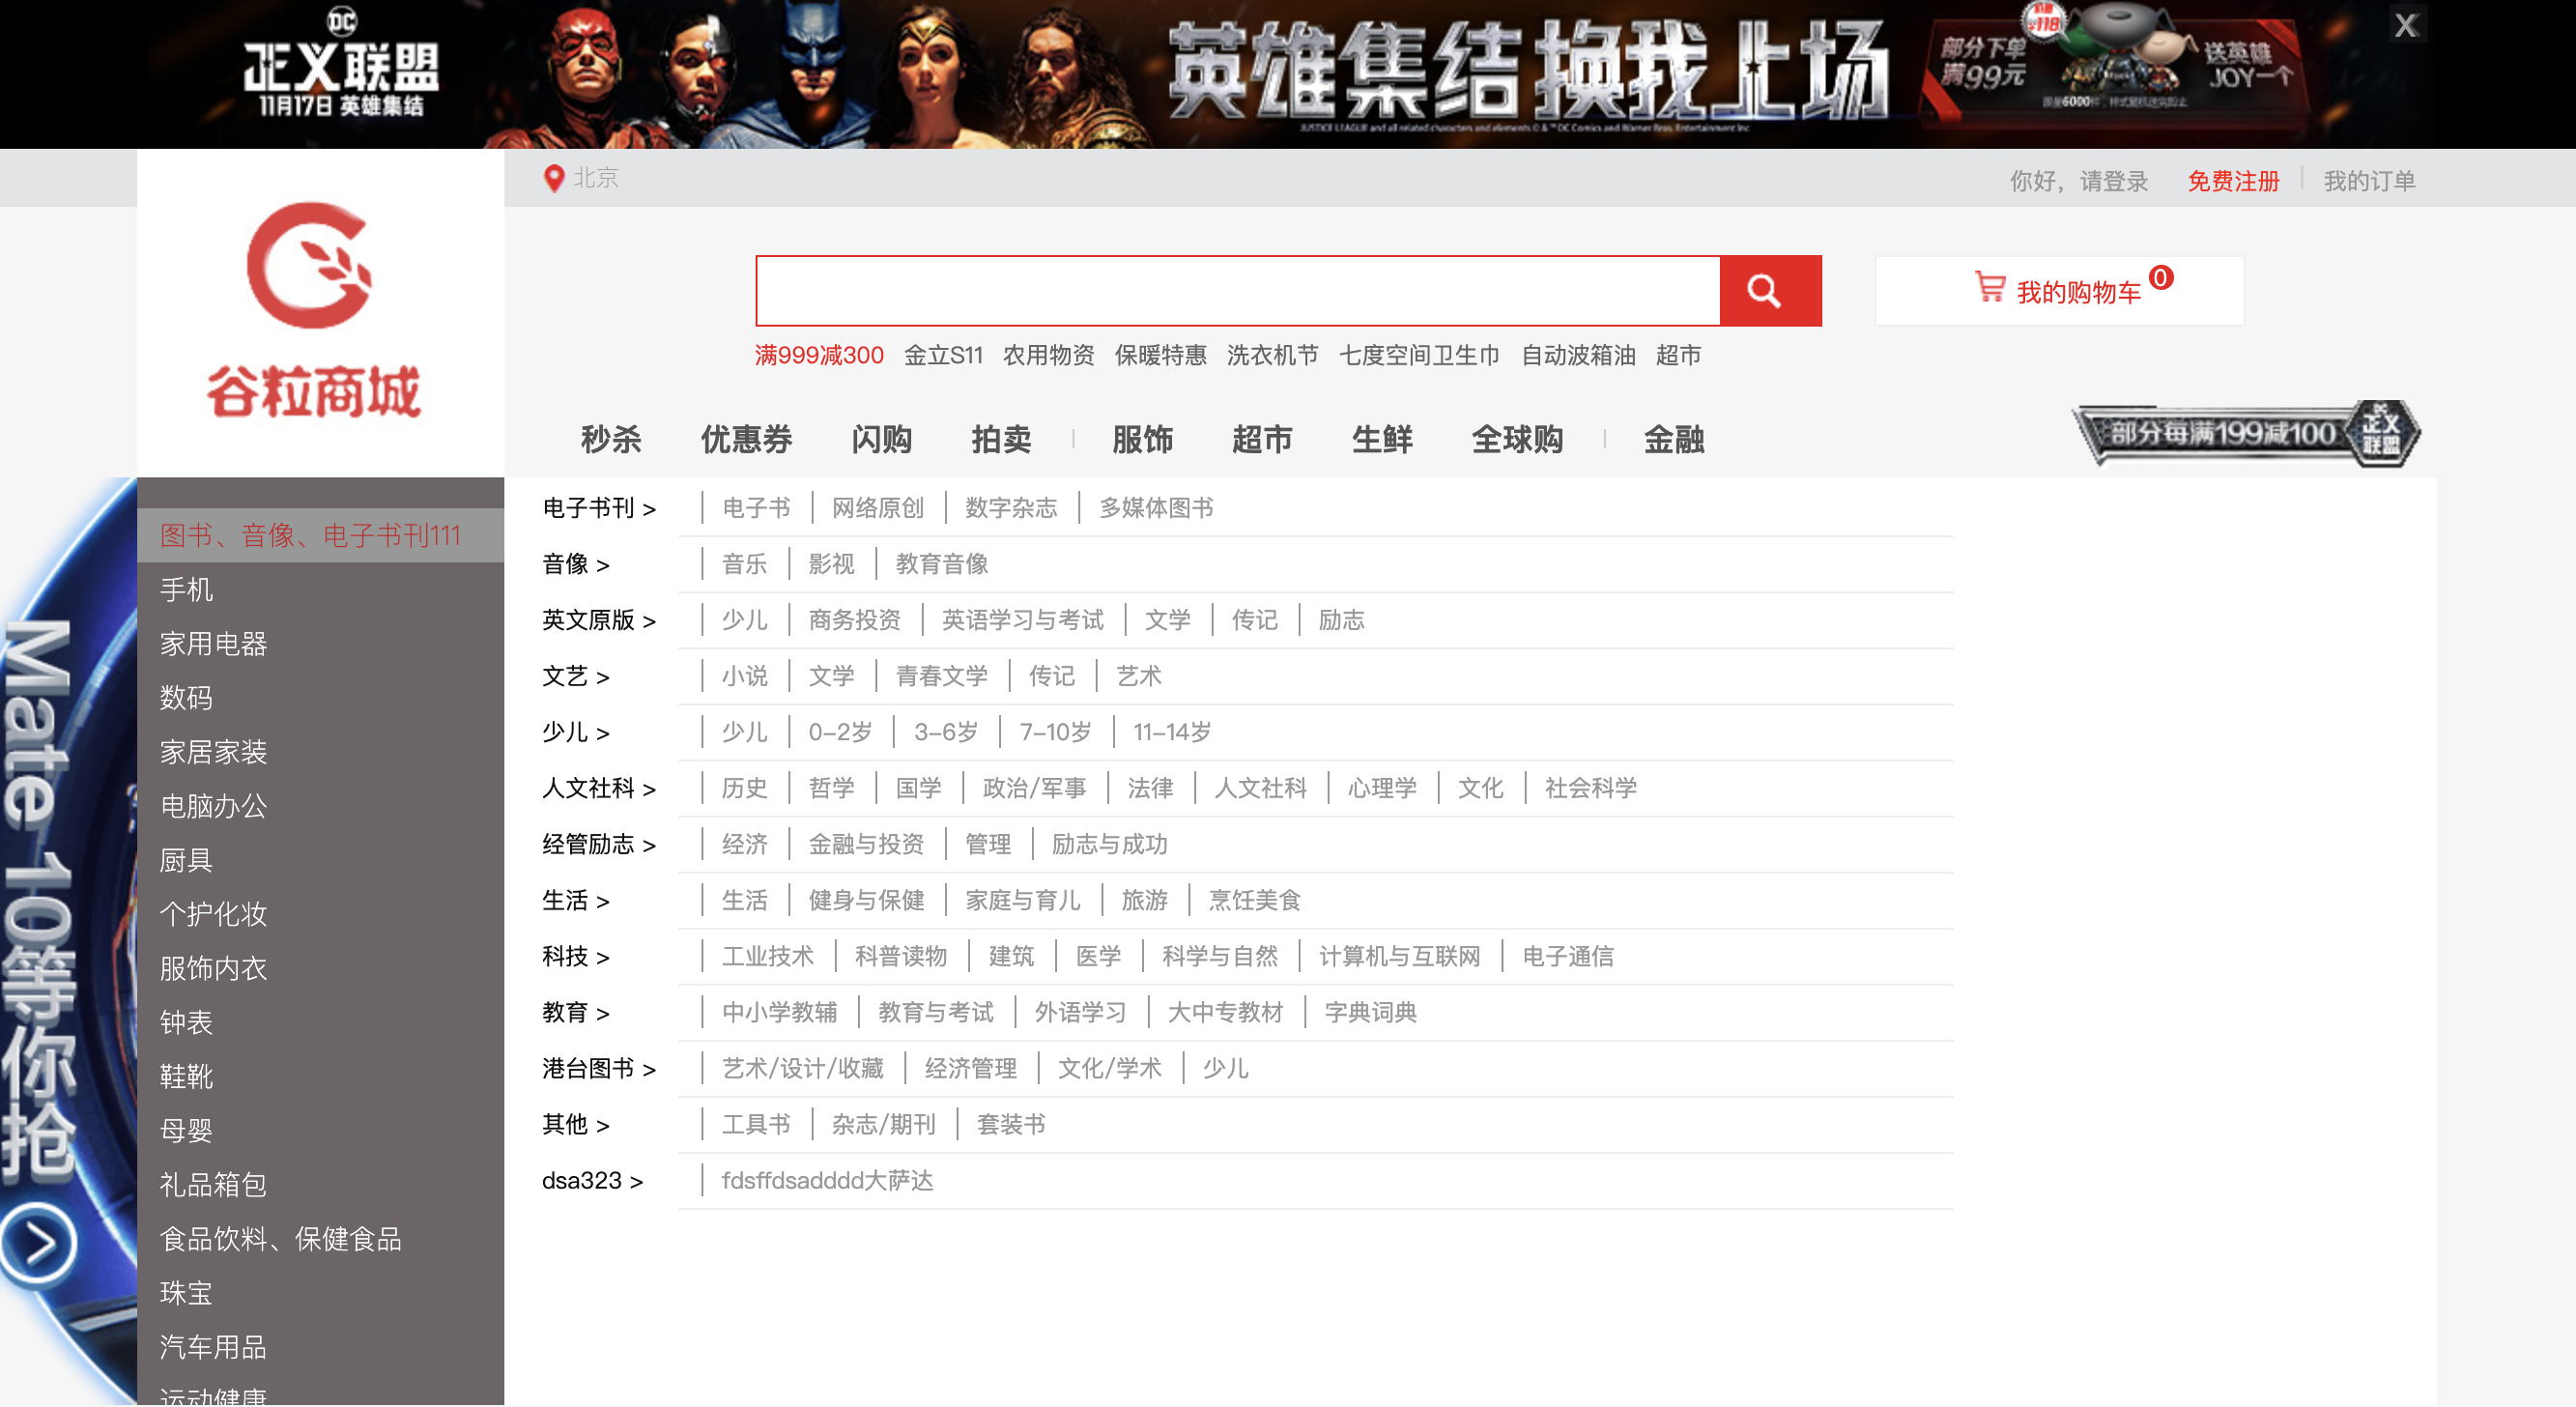 DC
正义联盟
11月17日 英雄集结
英雄集结 换我上场
JUSTICE LEAGUE and all related characters and elements © & ™ DC Comics and Warner Bros. Entertainment Inc
部分下单
满99元
¥118
送英雄
JOY一个
X
北京
你好，请登录 免费注册 我的订单
谷粒商城
我的购物车 0
满999减300 金立S11 农用物资 保暖特惠 洗衣机节 七度空间卫生巾 自动波箱油 超市
秒杀 优惠券 闪购 拍卖 服饰 超市 生鲜 全球购 金融
部分每满199减100 正义联盟
Mate 10等你抢
图书、音像、电子书刊111
手机
家用电器
数码
家居家装
电脑办公
厨具
个护化妆
服饰内衣
钟表
鞋靴
母婴
礼品箱包
食品饮料、保健食品
珠宝
汽车用品
运动健康
电子书刊 > 电子书 网络原创 数字杂志 多媒体图书
音像 > 音乐 影视 教育音像
英文原版 > 少儿 商务投资 英语学习与考试 文学 传记 励志
文艺 > 小说 文学 青春文学 传记 艺术
少儿 > 少儿 0-2岁 3-6岁 7-10岁 11-14岁
人文社科 > 历史 哲学 国学 政治/军事 法律 人文社科 心理学 文化 社会科学
经管励志 > 经济 金融与投资 管理 励志与成功
生活 > 生活 健身与保健 家庭与育儿 旅游 烹饪美食
科技 > 工业技术 科普读物 建筑 医学 科学与自然 计算机与互联网 电子通信
教育 > 中小学教辅 教育与考试 外语学习 大中专教材 字典词典
港台图书 > 艺术/设计/收藏 经济管理 文化/学术 少儿
其他 > 工具书 杂志/期刊 套装书
dsa323 > fdsffdsadddd大萨达